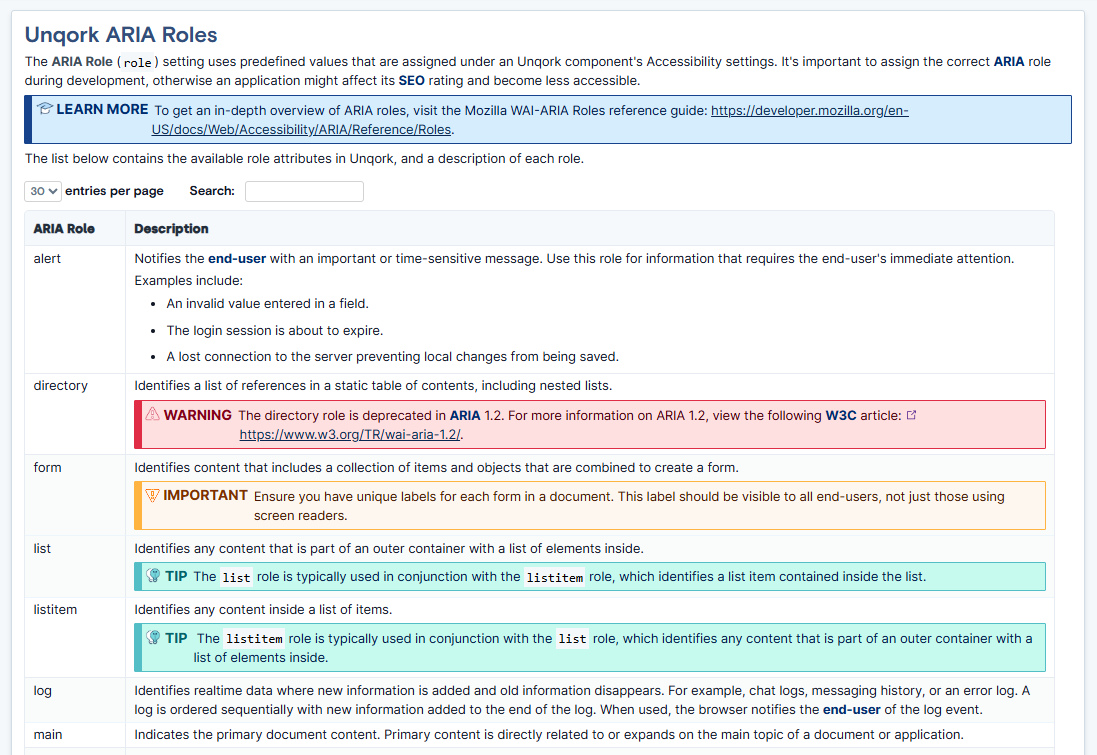 Unqork ARIA Roles
The ARIA Role (role) setting uses predefined values that are assigned under an Unqork component's Accessibility settings. It's important to assign the correct ARIA role
during development, otherwise an application might affect its SEO rating and become less accessible.
LEARN MORE To get an in-depth overview of ARIA roles, visit the Mozilla WAI-ARIA Roles reference guide: https://developer.mozilla.org/en-
US/docs/Web/Accessibility/ARIA/Reference/Roles.
The list below contains the available role attributes in Unqork, and a description of each role.
30 entries per page Search:
ARIA Role Description
alert Notifies the end-user with an important or time-sensitive message. Use this role for information that requires the end-user's immediate attention.
Examples include:
• An invalid value entered in a field.
• The login session is about to expire.
• A lost connection to the server preventing local changes from being saved.
directory Identifies a list of references in a static table of contents, including nested lists.
WARNING The directory role is deprecated in ARIA 1.2. For more information on ARIA 1.2, view the following W3C article:
https://www.w3.org/TR/wai-aria-1.2/.
form Identifies content that includes a collection of items and objects that are combined to create a form.
IMPORTANT Ensure you have unique labels for each form in a document. This label should be visible to all end-users, not just those using
screen readers.
list Identifies any content that is part of an outer container with a list of elements inside.
TIP The list role is typically used in conjunction with the listitem role, which identifies a list item contained inside the list.
listitem Identifies any content inside a list of items.
TIP The listitem role is typically used in conjunction with the list role, which identifies any content that is part of an outer container with a
list of elements inside.
log Identifies realtime data where new information is added and old information disappears. For example, chat logs, messaging history, or an error log. A
log is ordered sequentially with new information added to the end of the log. When used, the browser notifies the end-user of the log event.
main Indicates the primary document content. Primary content is directly related to or expands on the main topic of a document or application.